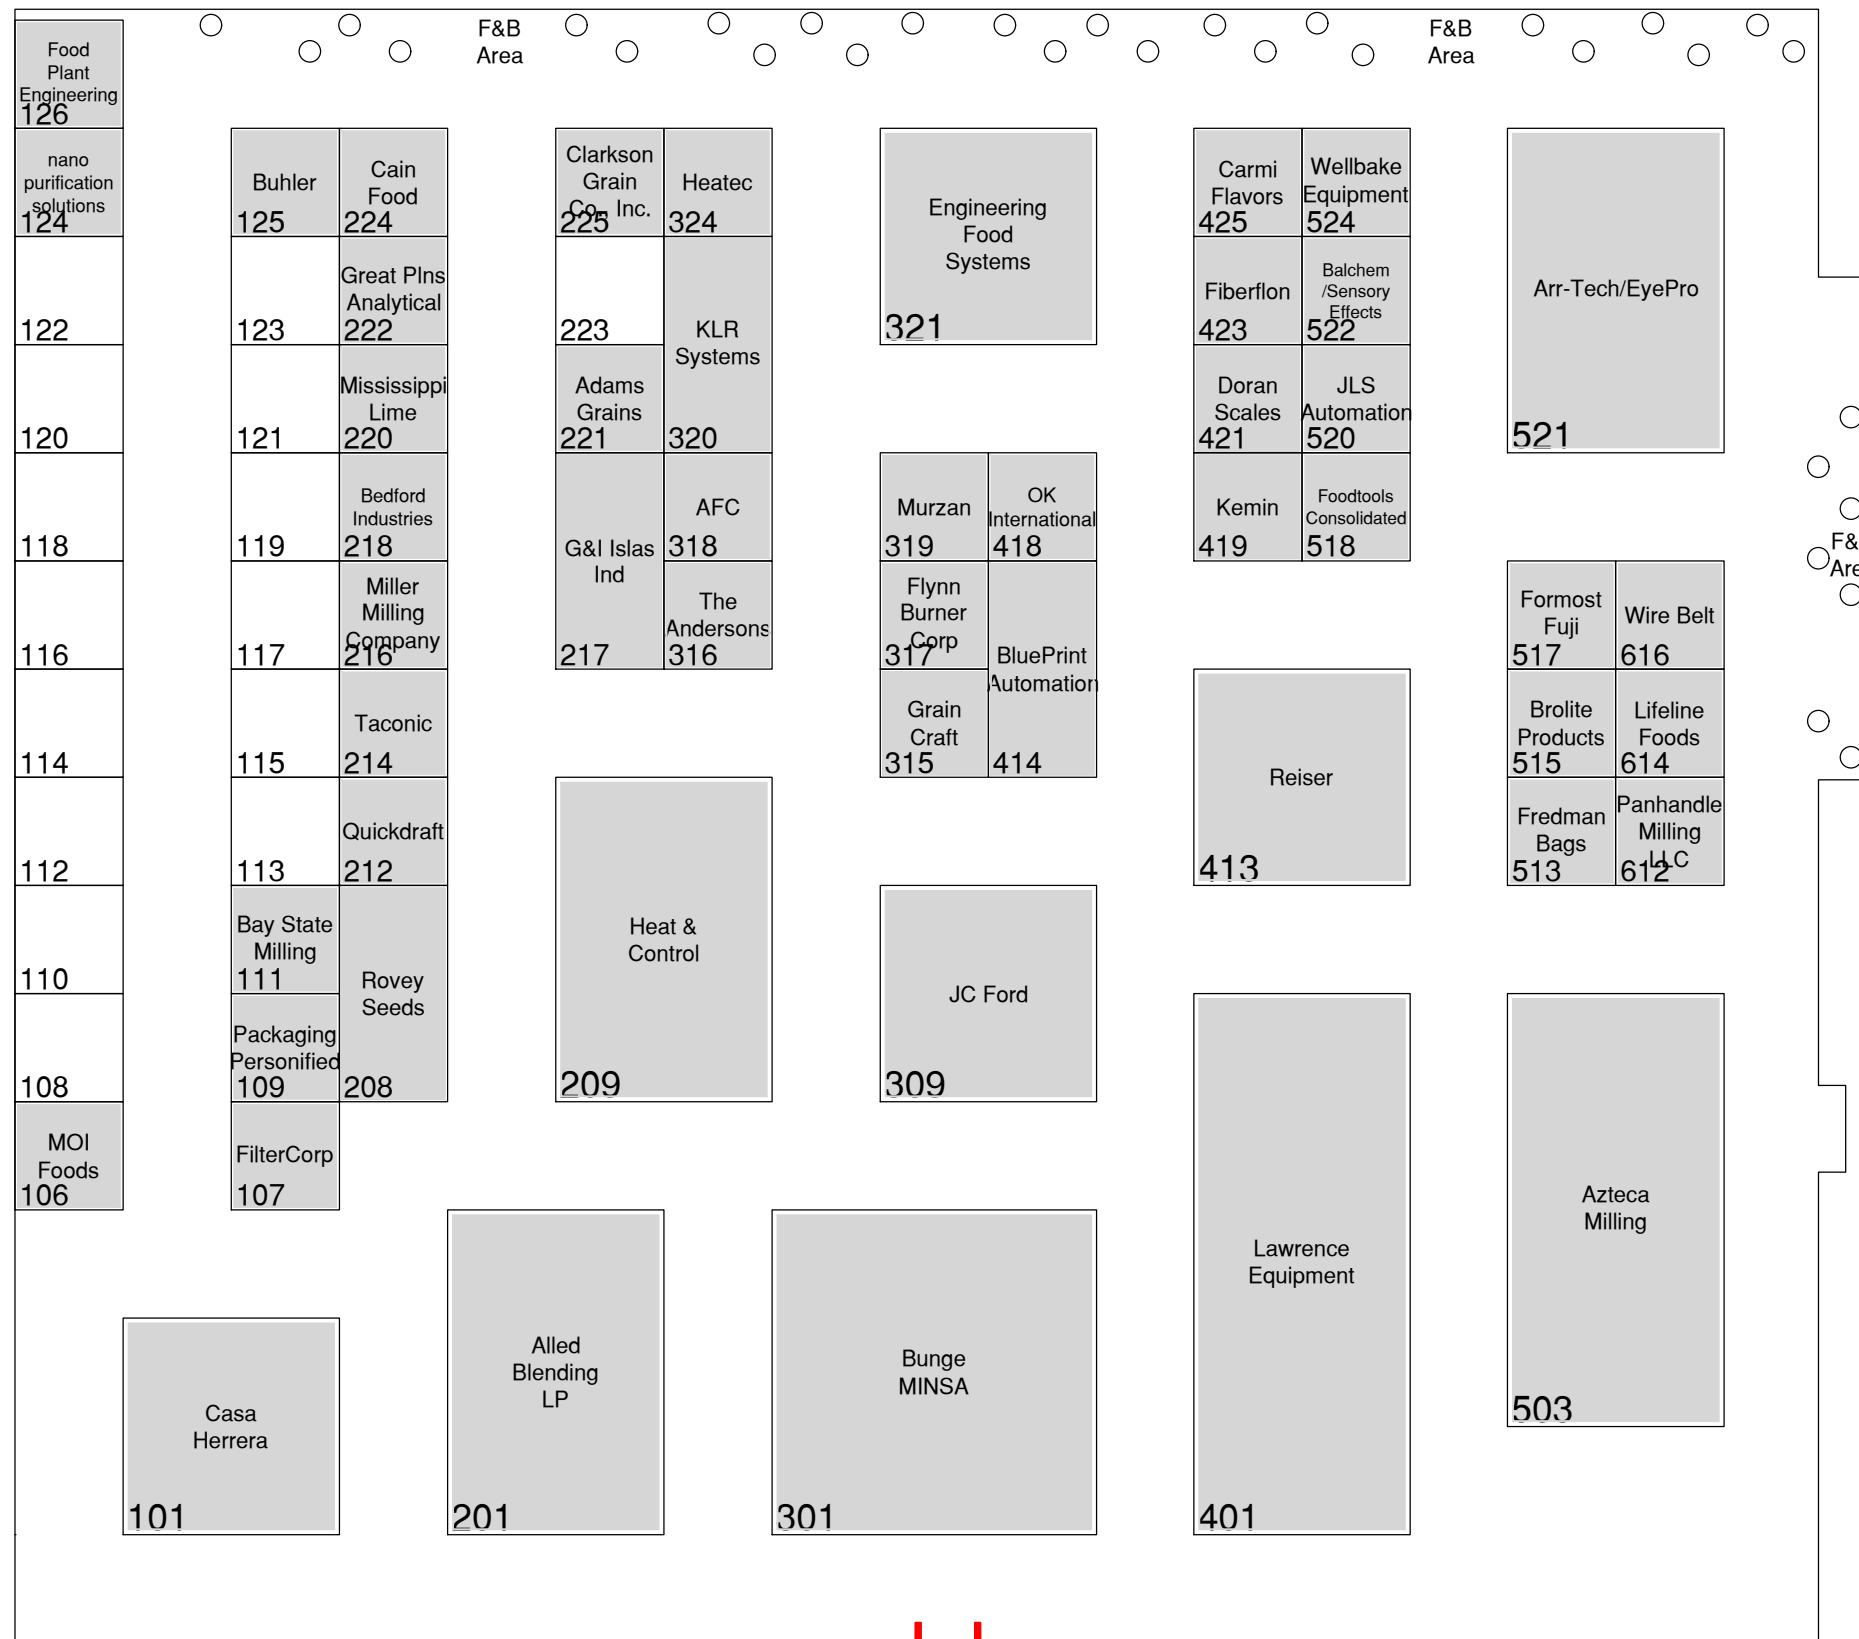 F&B
Area
F&B
Area
Food
Plant
Engineering
126
nano
purification
solutions
124
122
120
118
116
114
112
110
108
MOI
Foods
106
Buhler
125
123
121
119
117
115
113
Bay State
Milling
111
Packaging
Personified
109
FilterCorp
107
Cain
Food
224
Great Plns
Analytical
222
Mississippi
Lime
220
Bedford
Industries
218
Miller
Milling
Company
216
Taconic
214
Quickdraft
212
Rovey
Seeds
208
Clarkson
Grain
Co., Inc.
225
223
Adams
Grains
221
G&I Islas
Ind
217
Heatec
324
KLR
Systems
320
AFC
318
The
Andersons
316
Heat &
Control
209
Engineering
Food
Systems
321
Murzan
319
Flynn
Burner
Corp
317
Grain
Craft
315
OK
International
418
BluePrint
Automation
414
JC Ford
309
Carmi
Flavors
425
Fiberflon
423
Doran
Scales
421
Kemin
419
Wellbake
Equipment
524
Balchem
/Sensory
Effects
522
JLS
Automation
520
Foodtools
Consolidated
518
Reiser
413
Lawrence
Equipment
401
Arr-Tech/EyePro
521
Formost
Fuji
517
Wire Belt
616
Brolite
Products
515
Lifeline
Foods
614
Fredman
Bags
513
Panhandle
Milling
LLC
612
Azteca
Milling
503
F&
Are
Casa
Herrera
101
Alled
Blending
LP
201
Bunge
MINSA
301